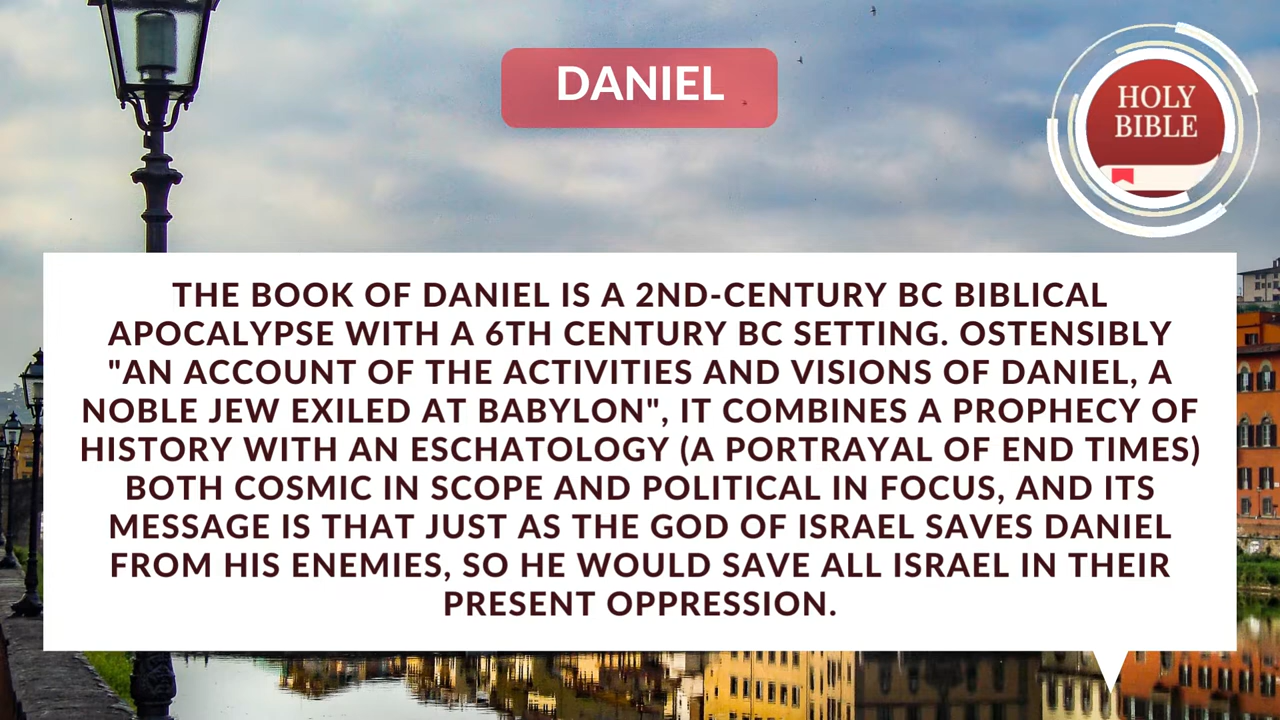 DANIEL
HOLY
BIBLE
THE BOOK OF DANIEL IS A 2ND-CENTURY BC BIBLICAL
APOCALYPSE WITH A 6TH CENTURY BC SETTING. OSTENSIBLY
"AN ACCOUNT OF THE ACTIVITIES AND VISIONS OF DANIEL, A
NOBLE JEW EXILED AT BABYLON", IT COMBINES A PROPHECY OF
HISTORY WITH AN ESCHATOLOGY (A PORTRAYAL OF END TIMES)
BOTH COSMIC IN SCOPE AND POLITICAL IN FOCUS, AND ITS
MESSAGE IS THAT JUST AS THE GOD OF ISRAEL SAVES DANIEL
FROM HIS ENEMIES, SO HE WOULD SAVE ALL ISRAEL IN THEIR
PRESENT OPPRESSION.